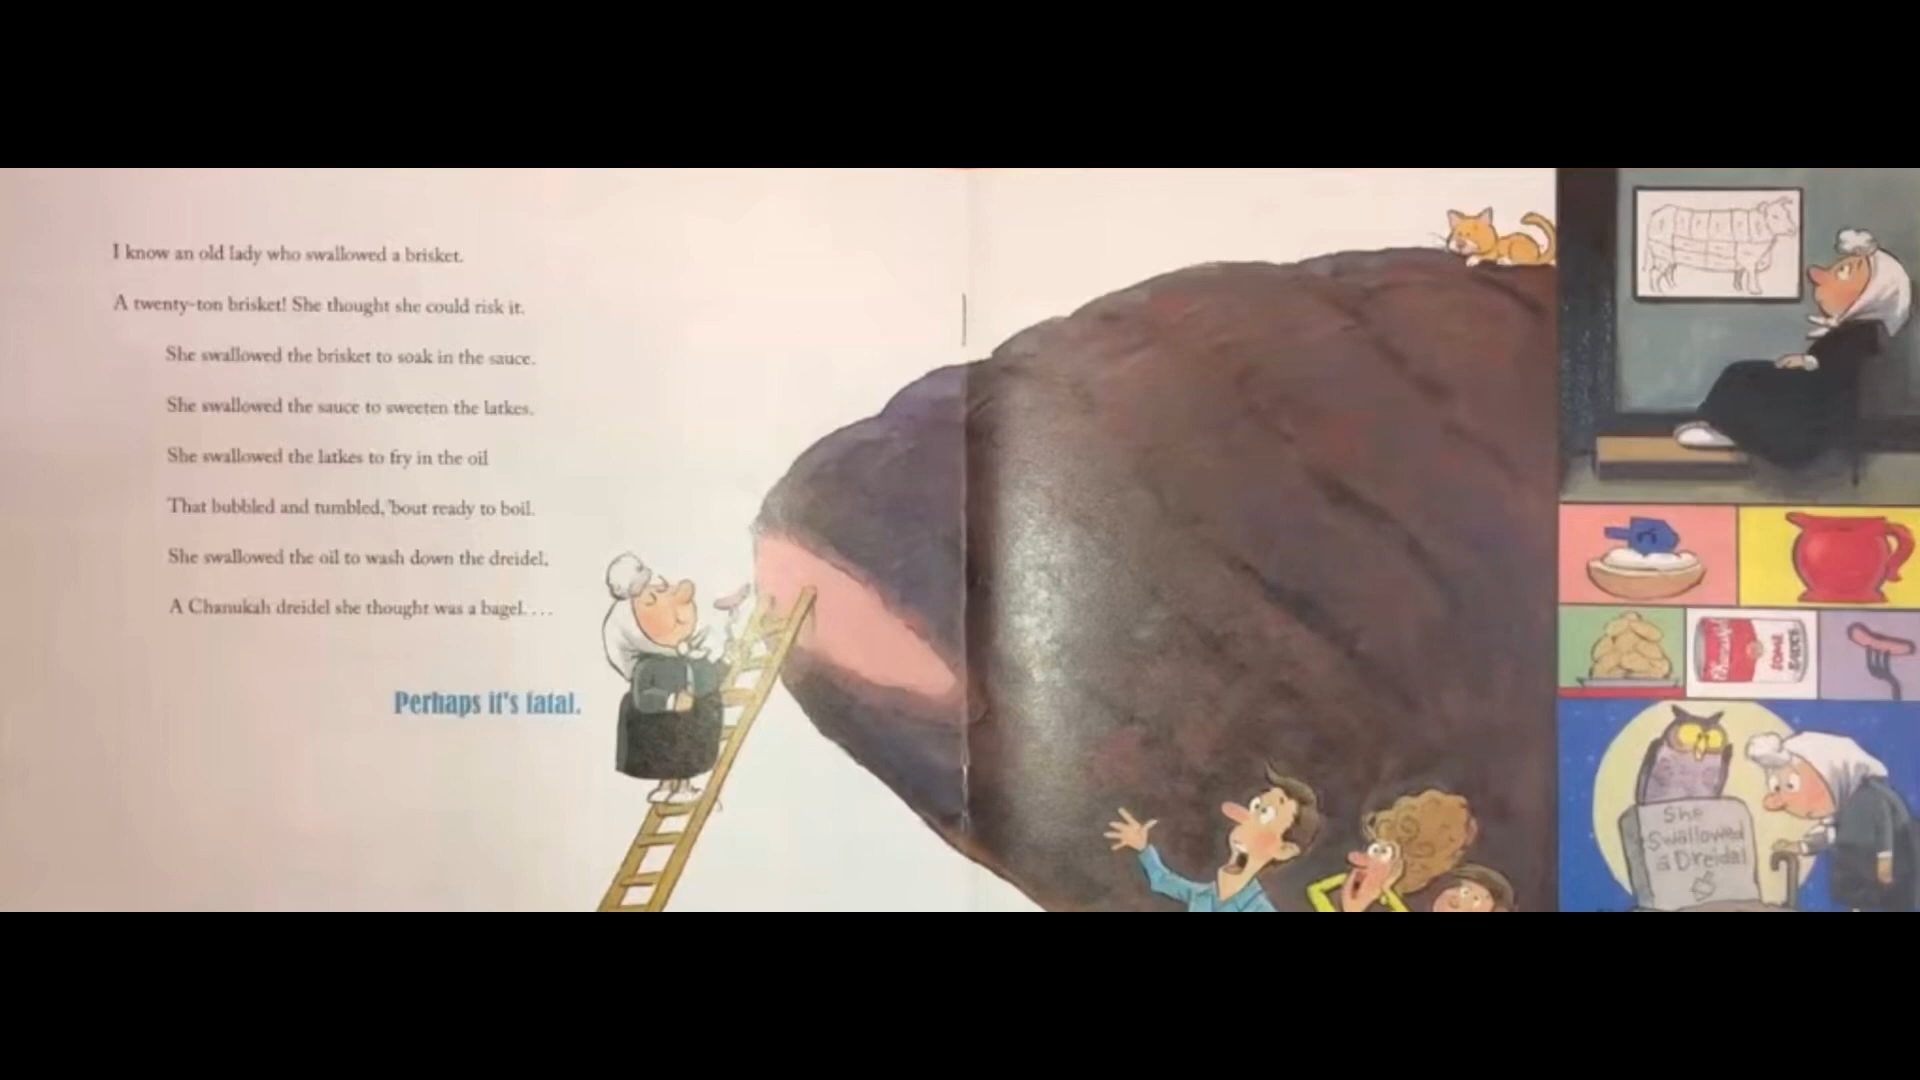 I know an old lady who swallowed a brisket.
A twenty-ton brisket! She thought she could risk it.
She swallowed the brisket to soak in the sauce.
She swallowed the sauce to sweeten the latkes.
She swallowed the latkes to fry in the oil
That bubbled and tumbled, 'bout ready to boil.
She swallowed the oil to wash down the dreidel,
A Chanukah dreidel she thought was a bagel....
Perhaps it's fatal.
She
Swallowed
a Dreidel